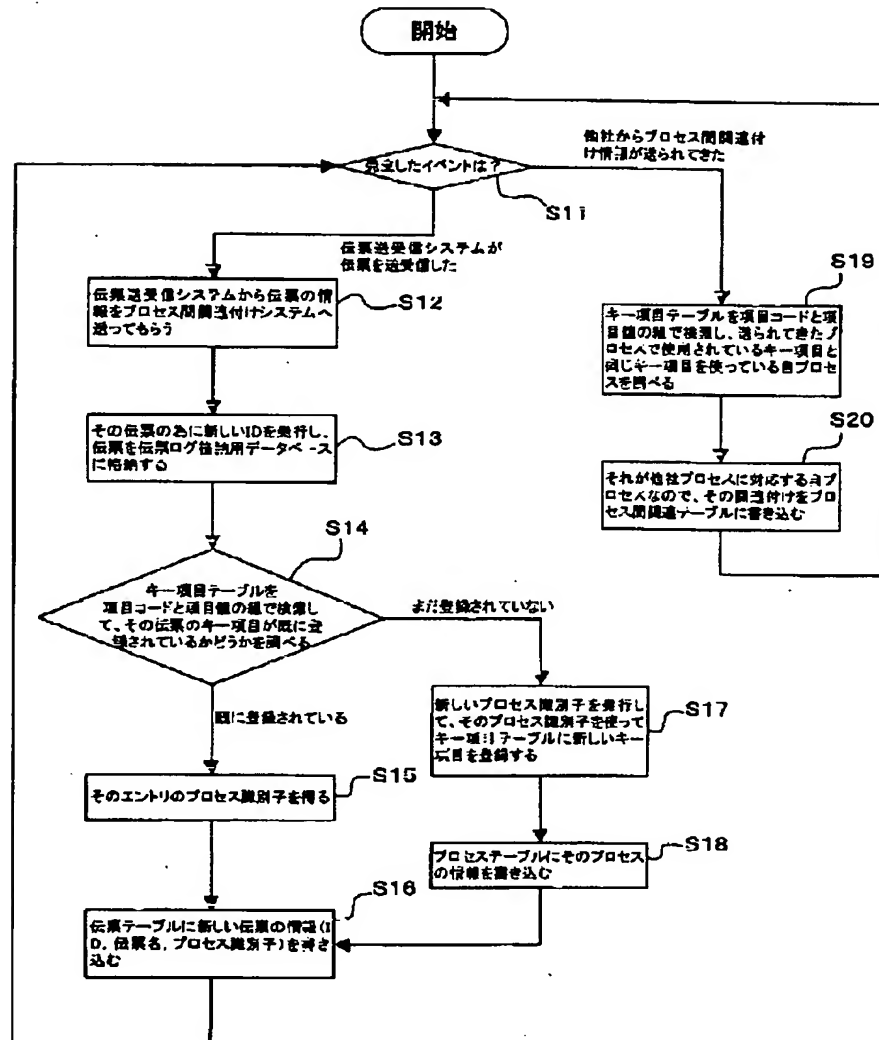 開始
発生したイベントは？
S11
他社からプロセス間関連付
け情報が送られてきた
伝票送受信システムが
伝票を送受信した
伝票送受信システムから伝票の情
報をプロセス間関連付けシステムへ
送ってもらう
S12
その伝票の為に新しいIDを発行し、
伝票を伝票ログ格納用データベース
に格納する
S13
キー項目テーブルを
項目コードと項目値の組で検索し
て、その伝票のキー項目が既に登
録されているかどうかを調べる
S14
まだ登録されていない
既に登録されている
そのエントリのプロセス識別子を得る
S15
伝票テーブルに新しい伝票の情報(I
D, 伝票名, プロセス識別子)を書き
込む
S16
新しいプロセス識別子を発行し
て、そのプロセス識別子を使って
キー項目テーブルに新しいキー
項目を登録する
S17
プロセステーブルにそのプロセス
の情報を書き込む
S18
キー項目テーブルを項目コードと項
目値の組で検索し、送られてきたプ
ロセスで使用されているキー項目と
同じキー項目を使っている自プロセ
スを調べる
S19
それが他社プロセスに対応する自プ
ロセスなので、その関連付けをプロ
セス間関連テーブルに書き込む
S20